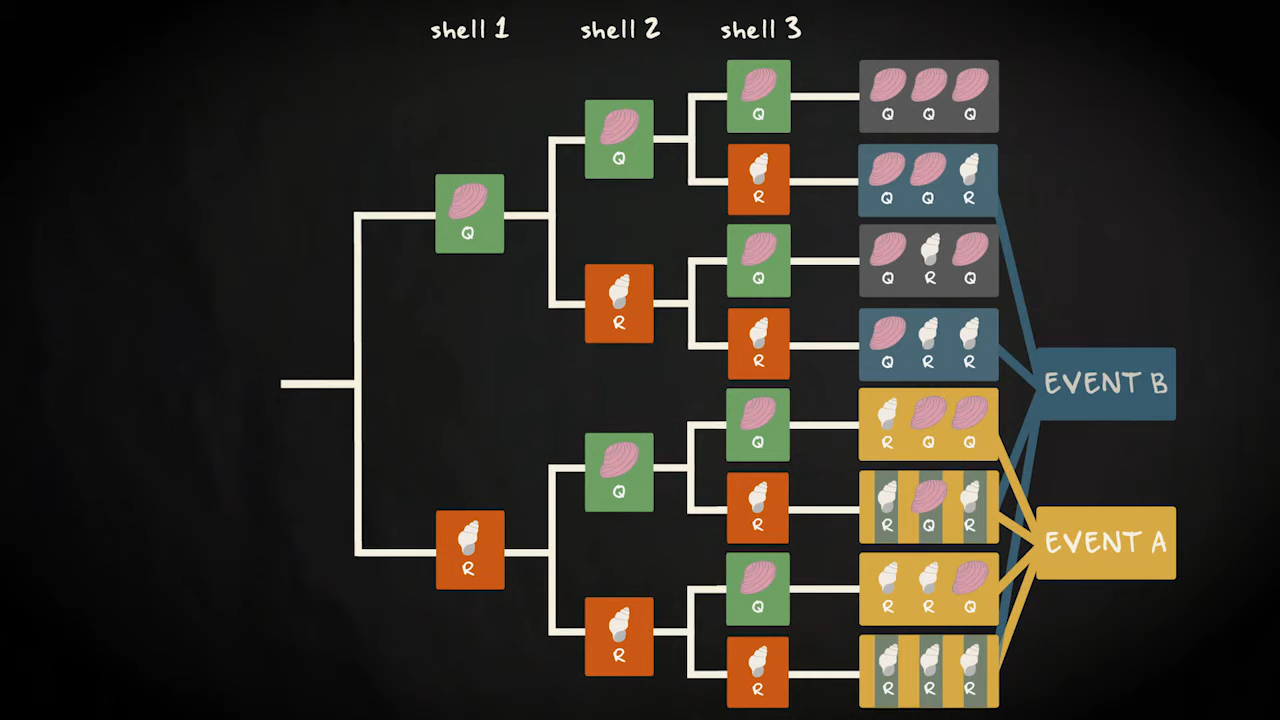 shell 1
shell 2
shell 3
Q
Q
Q
Q Q Q
R
Q Q R
R
Q
Q R Q
R
Q R R
EVENT B
R
Q
Q
R Q Q
R
R Q R
EVENT A
R
Q
R R Q
R
R R R